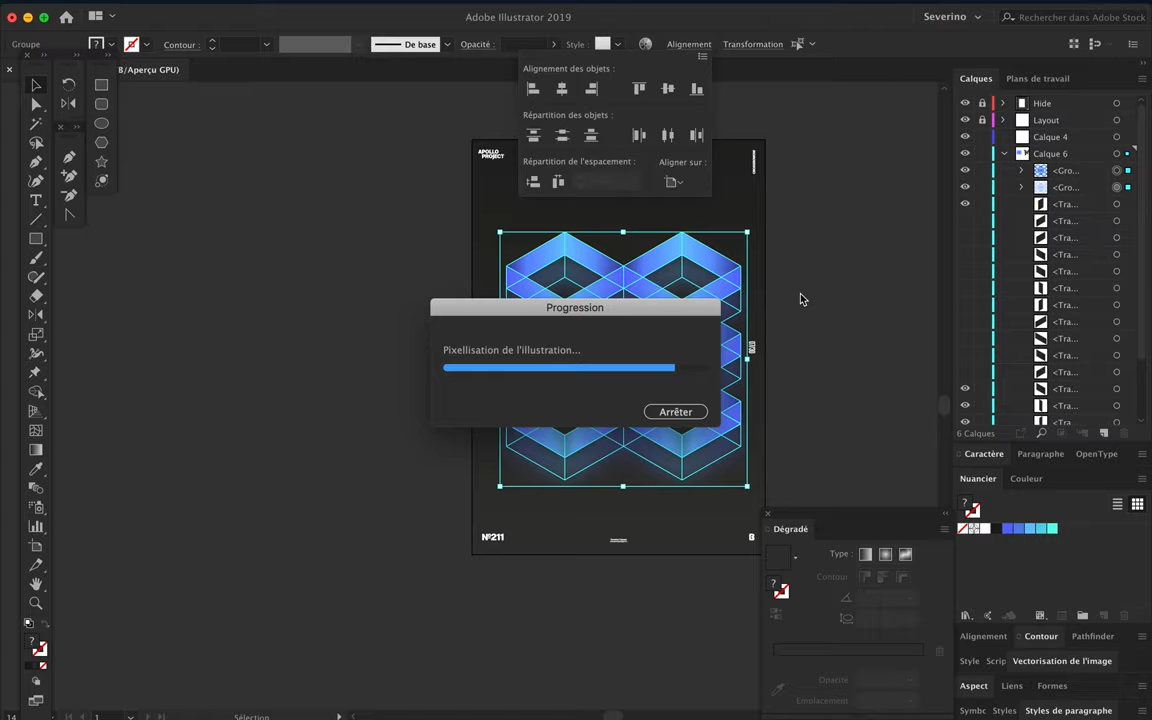 Adobe Illustrator 2019
Severino
Rechercher dans Adobe Stock
Groupe
Contour :
De base
Opacité :
Style :
Alignement
Transformation
B/Aperçu GPU)
Alignement des objets :
Répartition des objets :
Répartition de l'espacement :
Aligner sur :
APOLLO
PROJECT
Progression
Pixellisation de l'illustration...
Arrêter
Nº211
B
Calques
Plans de travail
Hide
Layout
Calque 4
Calque 6
<Gro...
<Gro...
<Tra...
<Tra...
<Tra...
<Tra...
<Tra...
<Tra...
<Tra...
<Tra...
<Tra...
<Tra...
<Tra...
<Tra...
<Tra...
<Tra...
6 Calques
Caractère
Paragraphe
OpenType
Nuancier
Couleur
Dégradé
Type :
Contour :
Opacité :
Emplacement :
Alignement
Contour
Pathfinder
Style
Scrip
Vectorisation de l'image
Aspect
Liens
Formes
Symbc
Styles
Styles de paragraphe
14
1
Sélection